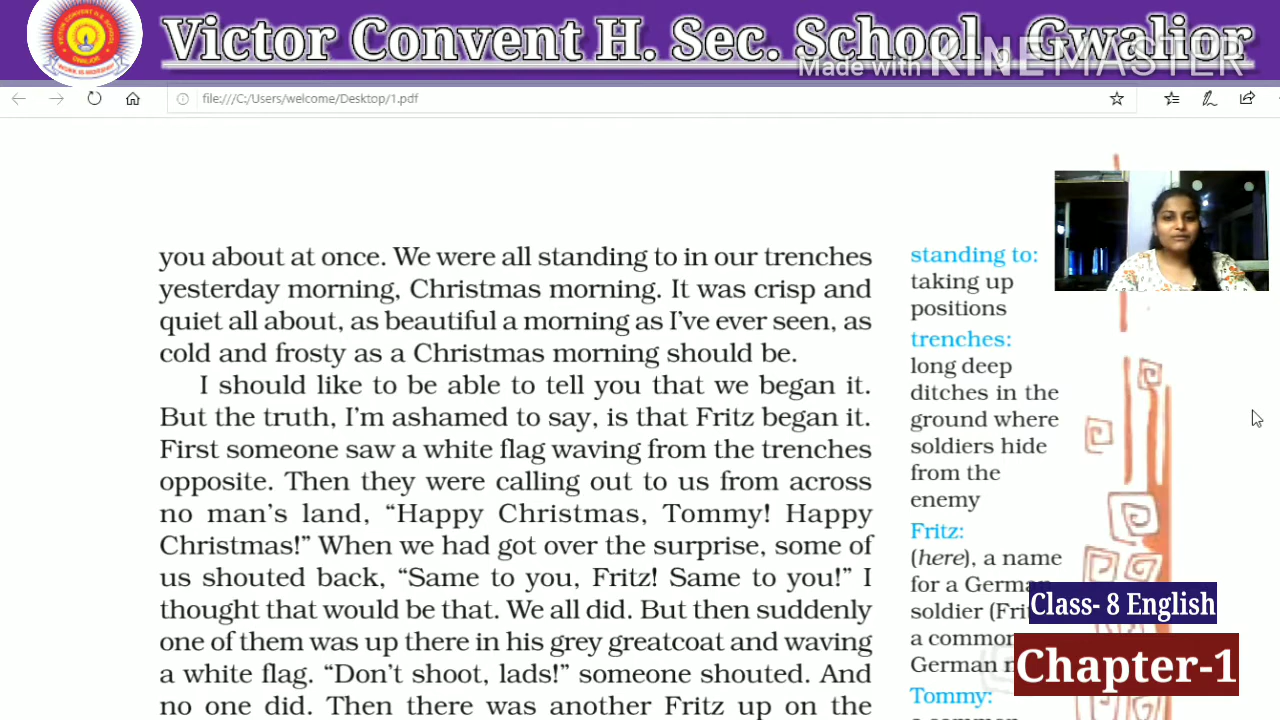 Victor Convent H. Sec. School, Gwalior
Made with KINEMASTER
file:///C:/Users/welcome/Desktop/1.pdf
you about at once. We were all standing to in our trenches
yesterday morning, Christmas morning. It was crisp and
quiet all about, as beautiful a morning as I've ever seen, as
cold and frosty as a Christmas morning should be.
I should like to be able to tell you that we began it.
But the truth, I'm ashamed to say, is that Fritz began it.
First someone saw a white flag waving from the trenches
opposite. Then they were calling out to us from across
no man's land, “Happy Christmas, Tommy! Happy
Christmas!” When we had got over the surprise, some of
us shouted back, “Same to you, Fritz! Same to you!” I
thought that would be that. We all did. But then suddenly
one of them was up there in his grey greatcoat and waving
a white flag. “Don't shoot, lads!” someone shouted. And
no one did. Then there was another Fritz up on the
standing to:
taking up
positions
trenches:
long deep
ditches in the
ground where
soldiers hide
from the
enemy
Fritz:
(here), a name
for a German
soldier
a common
German
Tommy:
a common
Class- 8 English
Chapter-1